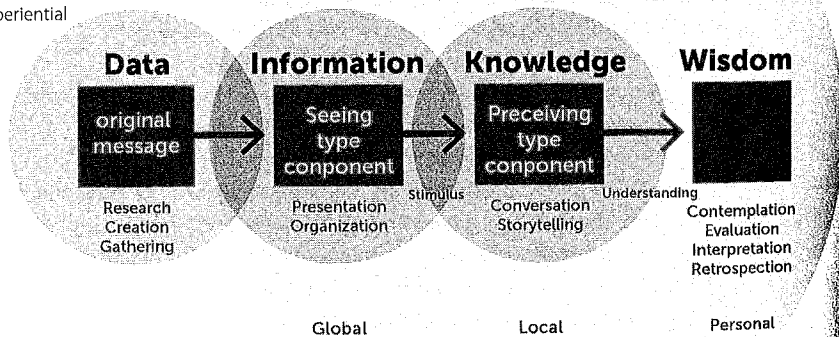 periential
Data
Information
Knowledge
Wisdom
original
message
Seeing
type
conponent
Preceiving
type
conponent
Stimulus
Understanding
Research
Creation
Gathering
Presentation
Organization
Conversation
Storytelling
Contemplation
Evaluation
Interpretation
Retrospection
Global
Local
Personal